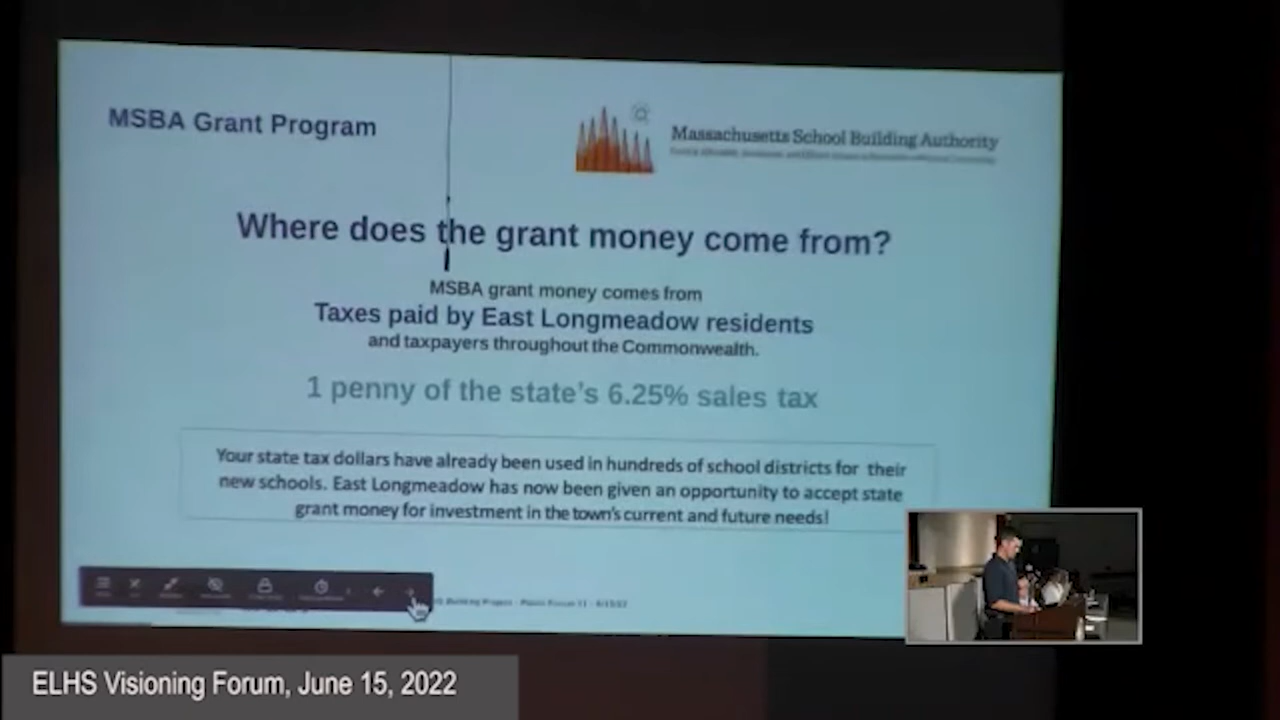 MSBA Grant Program
Massachusetts School Building Authority
Where does the grant money come from?
MSBA grant money comes from
Taxes paid by East Longmeadow residents
and taxpayers throughout the Commonwealth.
1 penny of the state's 6.25% sales tax
Your state tax dollars have already been used in hundreds of school districts for their
new schools. East Longmeadow has now been given an opportunity to accept state
grant money for investment in the town's current and future needs!
ELHS Visioning Forum, June 15, 2022